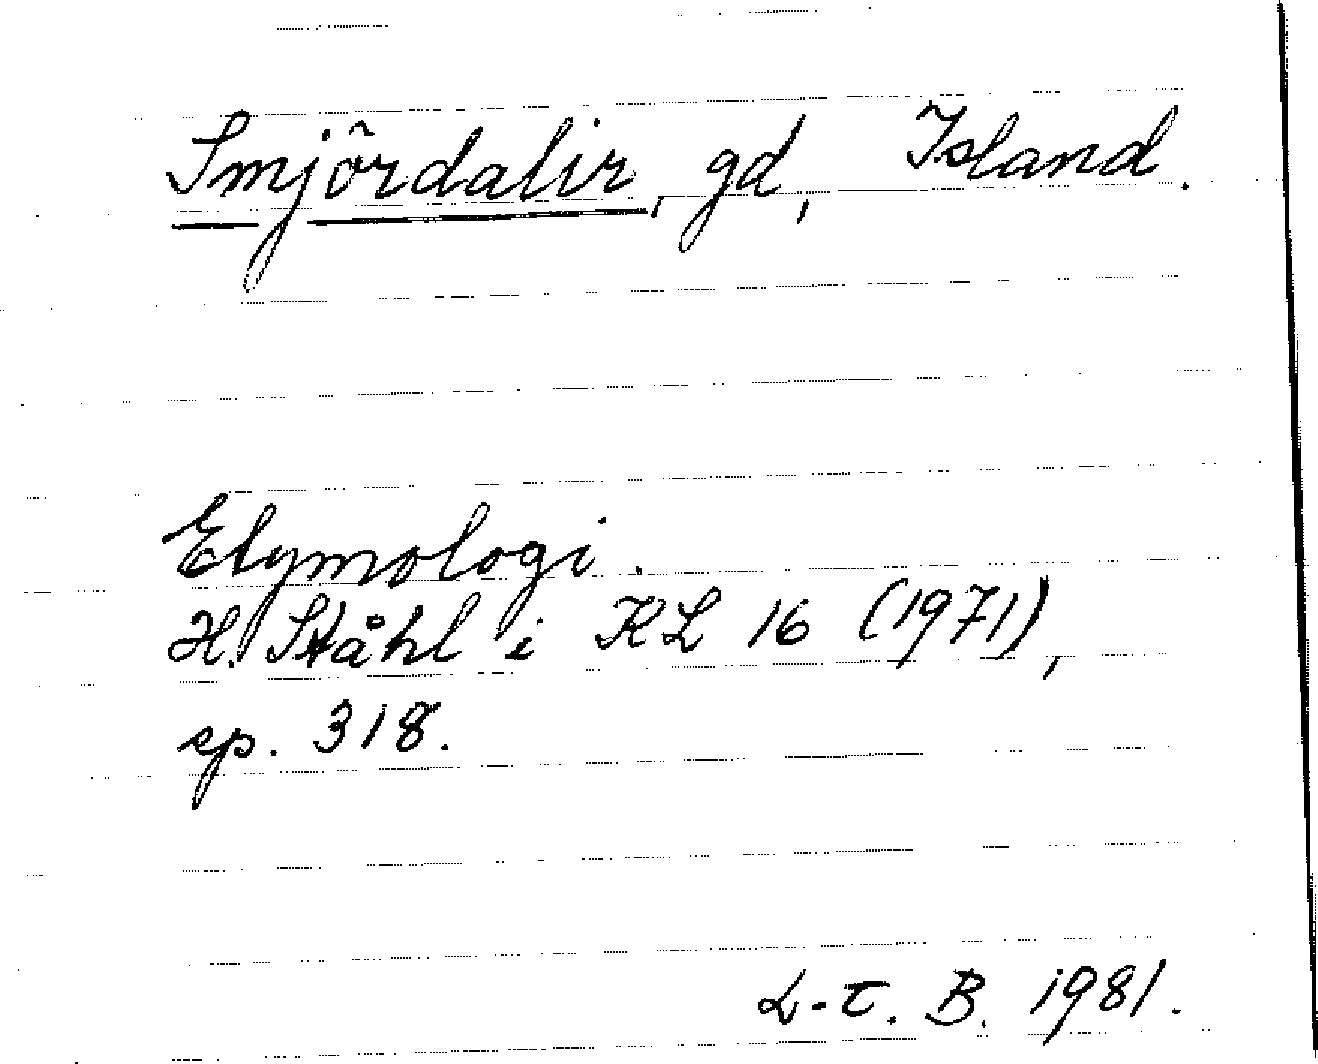 Smjördalir, gd, Island.
Etymologi.
H. Ståhl i KL 16 (1971),
sp. 318.
L-E. B. 1981.